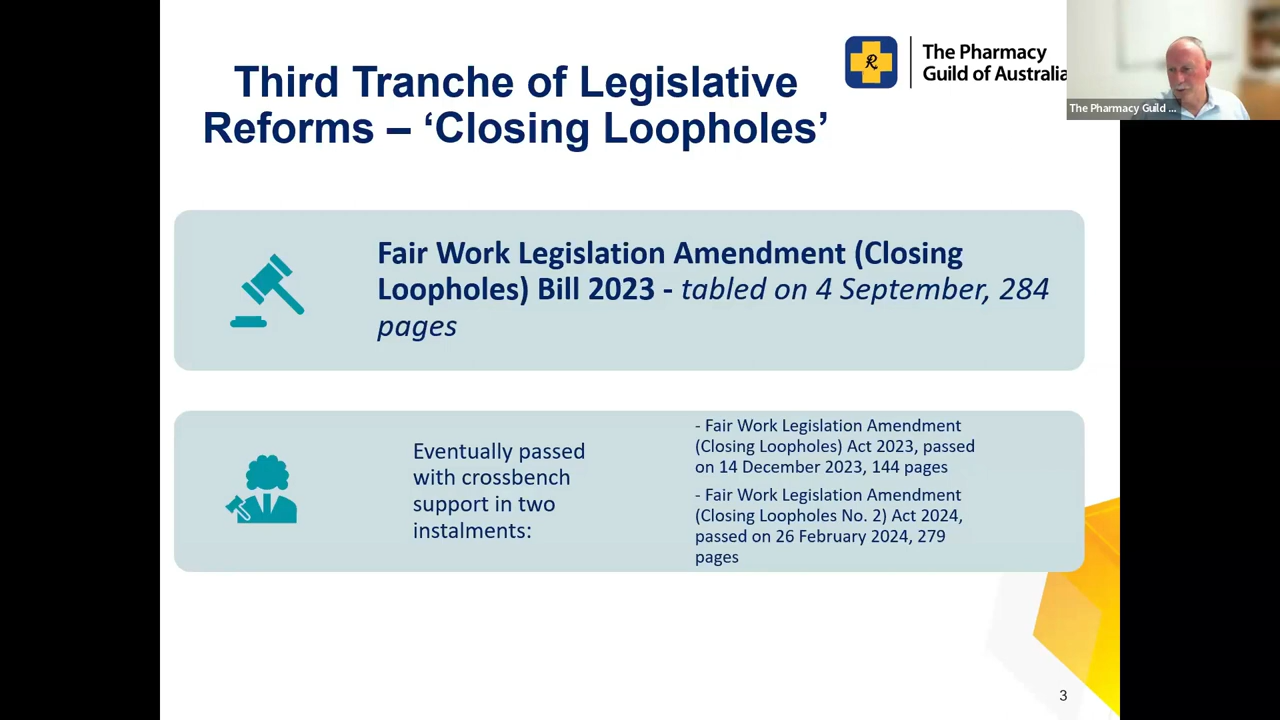 Third Tranche of Legislative
Reforms – ‘Closing Loopholes’
The Pharmacy
Guild of Australia
The Pharmacy Guild ...
Fair Work Legislation Amendment (Closing
Loopholes) Bill 2023 - tabled on 4 September, 284
pages
Eventually passed
with crossbench
support in two
instalments:
- Fair Work Legislation Amendment
(Closing Loopholes) Act 2023, passed
on 14 December 2023, 144 pages
- Fair Work Legislation Amendment
(Closing Loopholes No. 2) Act 2024,
passed on 26 February 2024, 279
pages
3